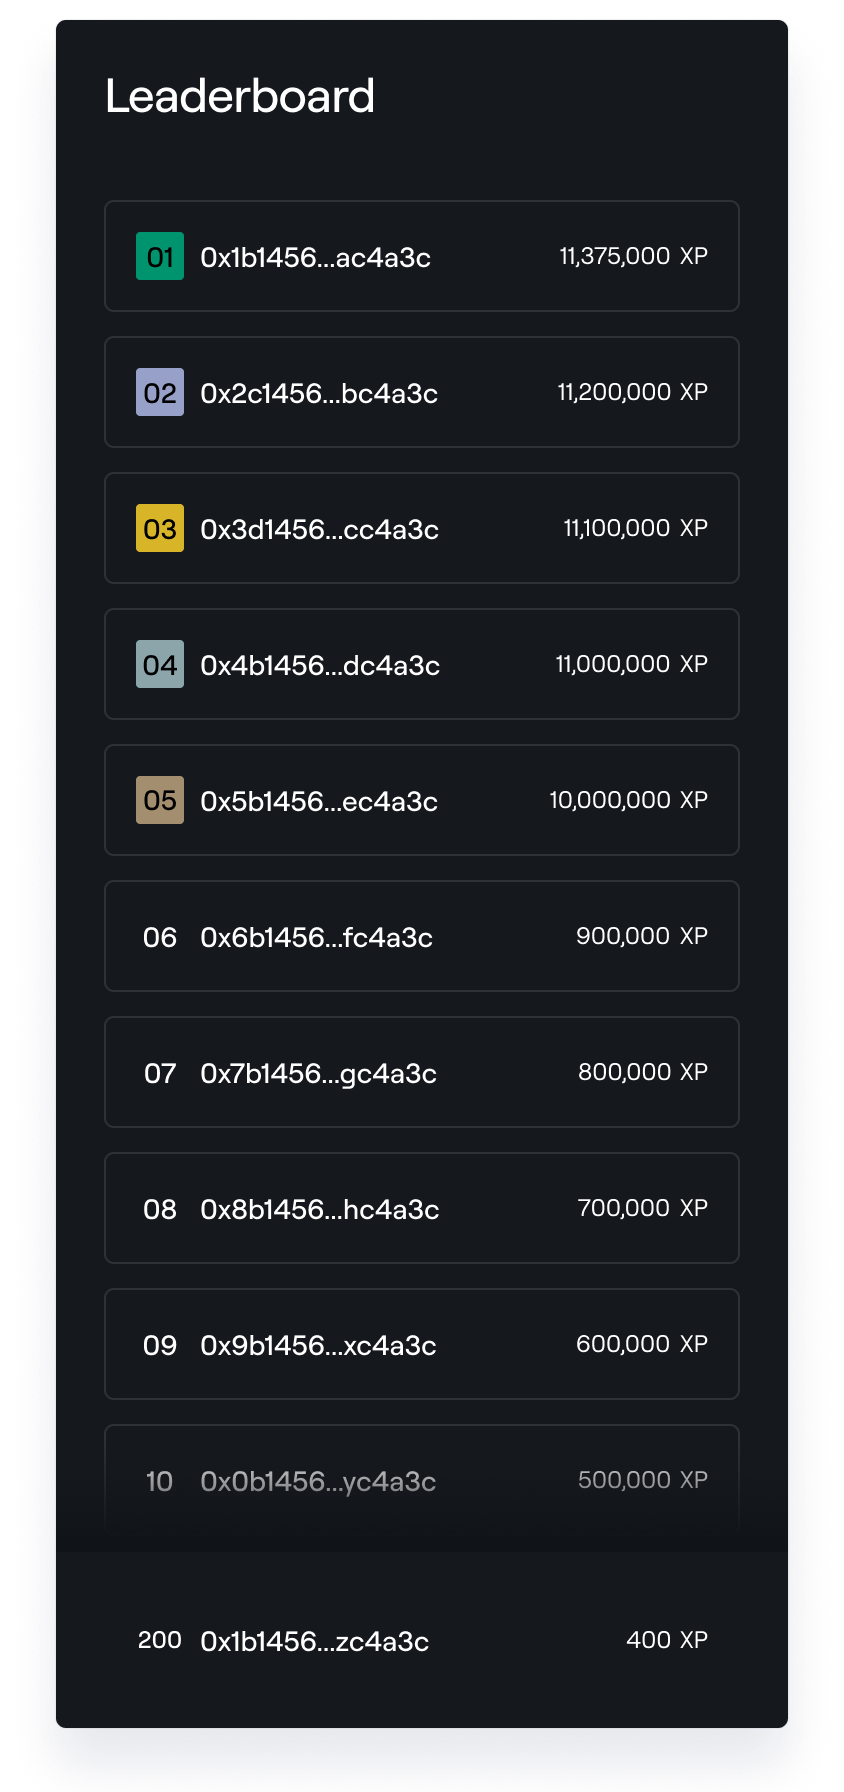 Leaderboard
01 0x1b1456...ac4a3c 11,375,000 XP
02 0x2c1456...bc4a3c 11,200,000 XP
03 0x3d1456...cc4a3c 11,100,000 XP
04 0x4b1456...dc4a3c 11,000,000 XP
05 0x5b1456...ec4a3c 10,000,000 XP
06 0x6b1456...fc4a3c 900,000 XP
07 0x7b1456...gc4a3c 800,000 XP
08 0x8b1456...hc4a3c 700,000 XP
09 0x9b1456...xc4a3c 600,000 XP
10 0x0b1456...yc4a3c 500,000 XP
200 0x1b1456...zc4a3c 400 XP